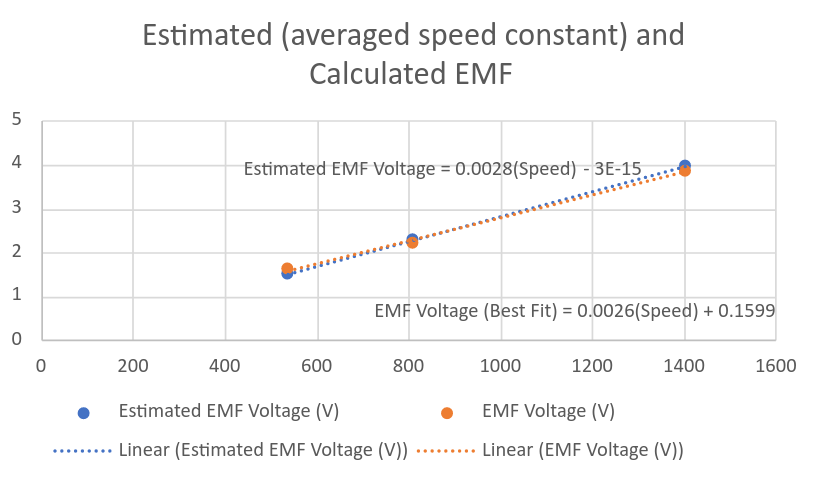 Estimated (averaged speed constant) and
Calculated EMF
5
4
Estimated EMF Voltage = 0.0028(Speed) - 3E-15
3
2
1
EMF Voltage (Best Fit) = 0.0026(Speed) + 0.1599
0
0 200 400 600 800 1000 1200 1400 1600
Estimated EMF Voltage (V) EMF Voltage (V)
Linear (Estimated EMF Voltage (V)) Linear (EMF Voltage (V))